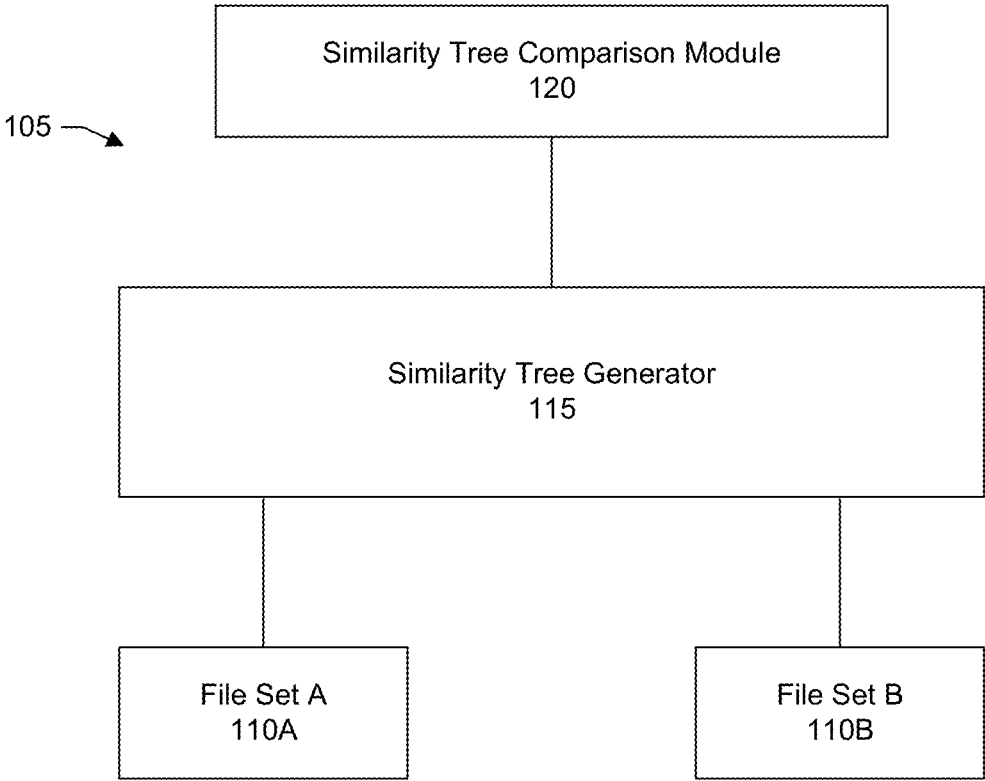 Similarity Tree Comparison Module
120
105
Similarity Tree Generator
115
File Set A
110A
File Set B
110B